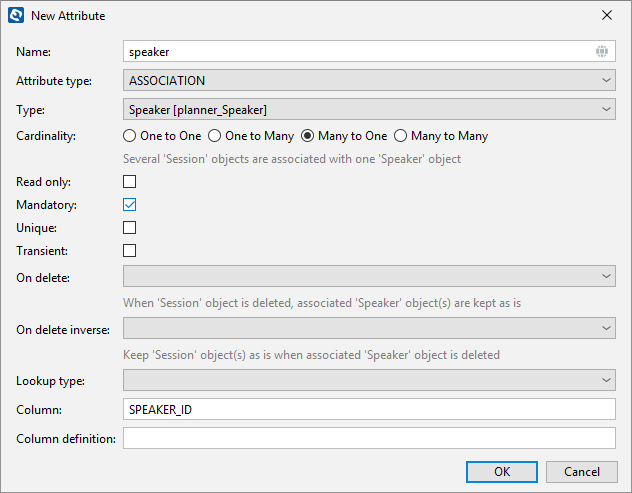 New Attribute
Name: speaker
Attribute type: ASSOCIATION
Type: Speaker [planner_Speaker]
Cardinality: One to One One to Many Many to One Many to Many
Several 'Session' objects are associated with one 'Speaker' object
Read only:
Mandatory:
Unique:
Transient:
On delete:
When 'Session' object is deleted, associated 'Speaker' object(s) are kept as is
On delete inverse:
Keep 'Session' object(s) as is when associated 'Speaker' object is deleted
Lookup type:
Column: SPEAKER_ID
Column definition:
OK Cancel